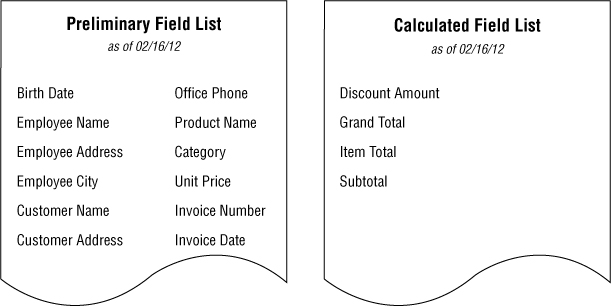 Preliminary Field List
as of 02/16/12
Birth Date
Employee Name
Employee Address
Employee City
Customer Name
Customer Address
Office Phone
Product Name
Category
Unit Price
Invoice Number
Invoice Date
Calculated Field List
as of 02/16/12
Discount Amount
Grand Total
Item Total
Subtotal